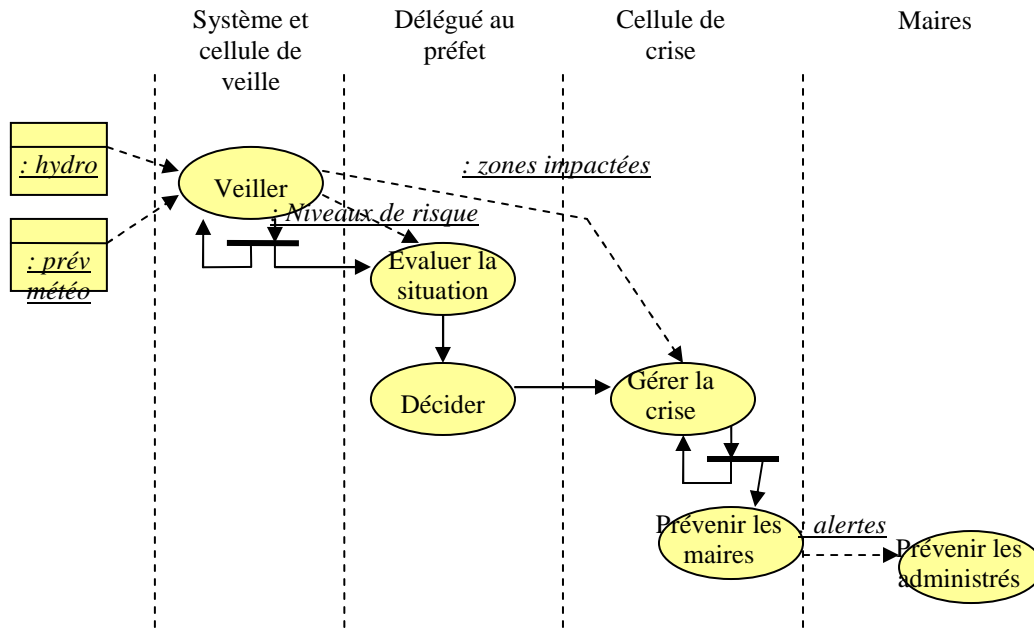 Système et
cellule de
veille
Délégué au
préfet
Cellule de
crise
Maires
: hydro
: prév
météo
Veiller
: zones impactées
: Niveaux de risque
Evaluer la
situation
Décider
Gérer la
crise
Prévenir les
maires
: alertes
Prévenir les
administrés